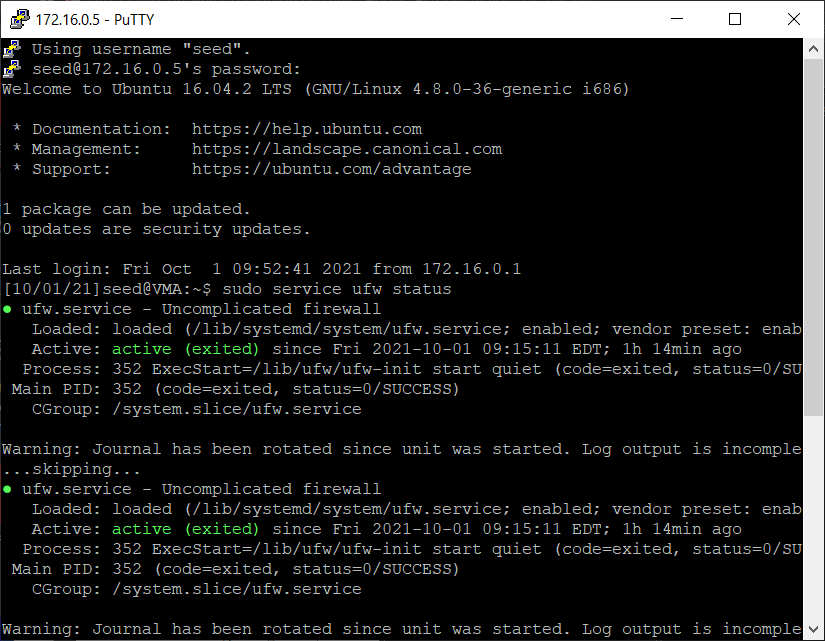 172.16.0.5 - PuTTY
Using username "seed".
seed@172.16.0.5's password:
Welcome to Ubuntu 16.04.2 LTS (GNU/Linux 4.8.0-36-generic i686)
* Documentation:  https://help.ubuntu.com
* Management:     https://landscape.canonical.com
* Support:        https://ubuntu.com/advantage
1 package can be updated.
0 updates are security updates.
Last login: Fri Oct  1 09:52:41 2021 from 172.16.0.1
[10/01/21]seed@VMA:~$ sudo service ufw status
● ufw.service - Uncomplicated firewall
Loaded: loaded (/lib/systemd/system/ufw.service; enabled; vendor preset: enab
Active: active (exited) since Fri 2021-10-01 09:15:11 EDT; 1h 14min ago
Process: 352 ExecStart=/lib/ufw/ufw-init start quiet (code=exited, status=0/SU
Main PID: 352 (code=exited, status=0/SUCCESS)
CGroup: /system.slice/ufw.service
Warning: Journal has been rotated since unit was started. Log output is incomple
...skipping...
● ufw.service - Uncomplicated firewall
Loaded: loaded (/lib/systemd/system/ufw.service; enabled; vendor preset: enab
Active: active (exited) since Fri 2021-10-01 09:15:11 EDT; 1h 14min ago
Process: 352 ExecStart=/lib/ufw/ufw-init start quiet (code=exited, status=0/SU
Main PID: 352 (code=exited, status=0/SUCCESS)
CGroup: /system.slice/ufw.service
Warning: Journal has been rotated since unit was started. Log output is incomple